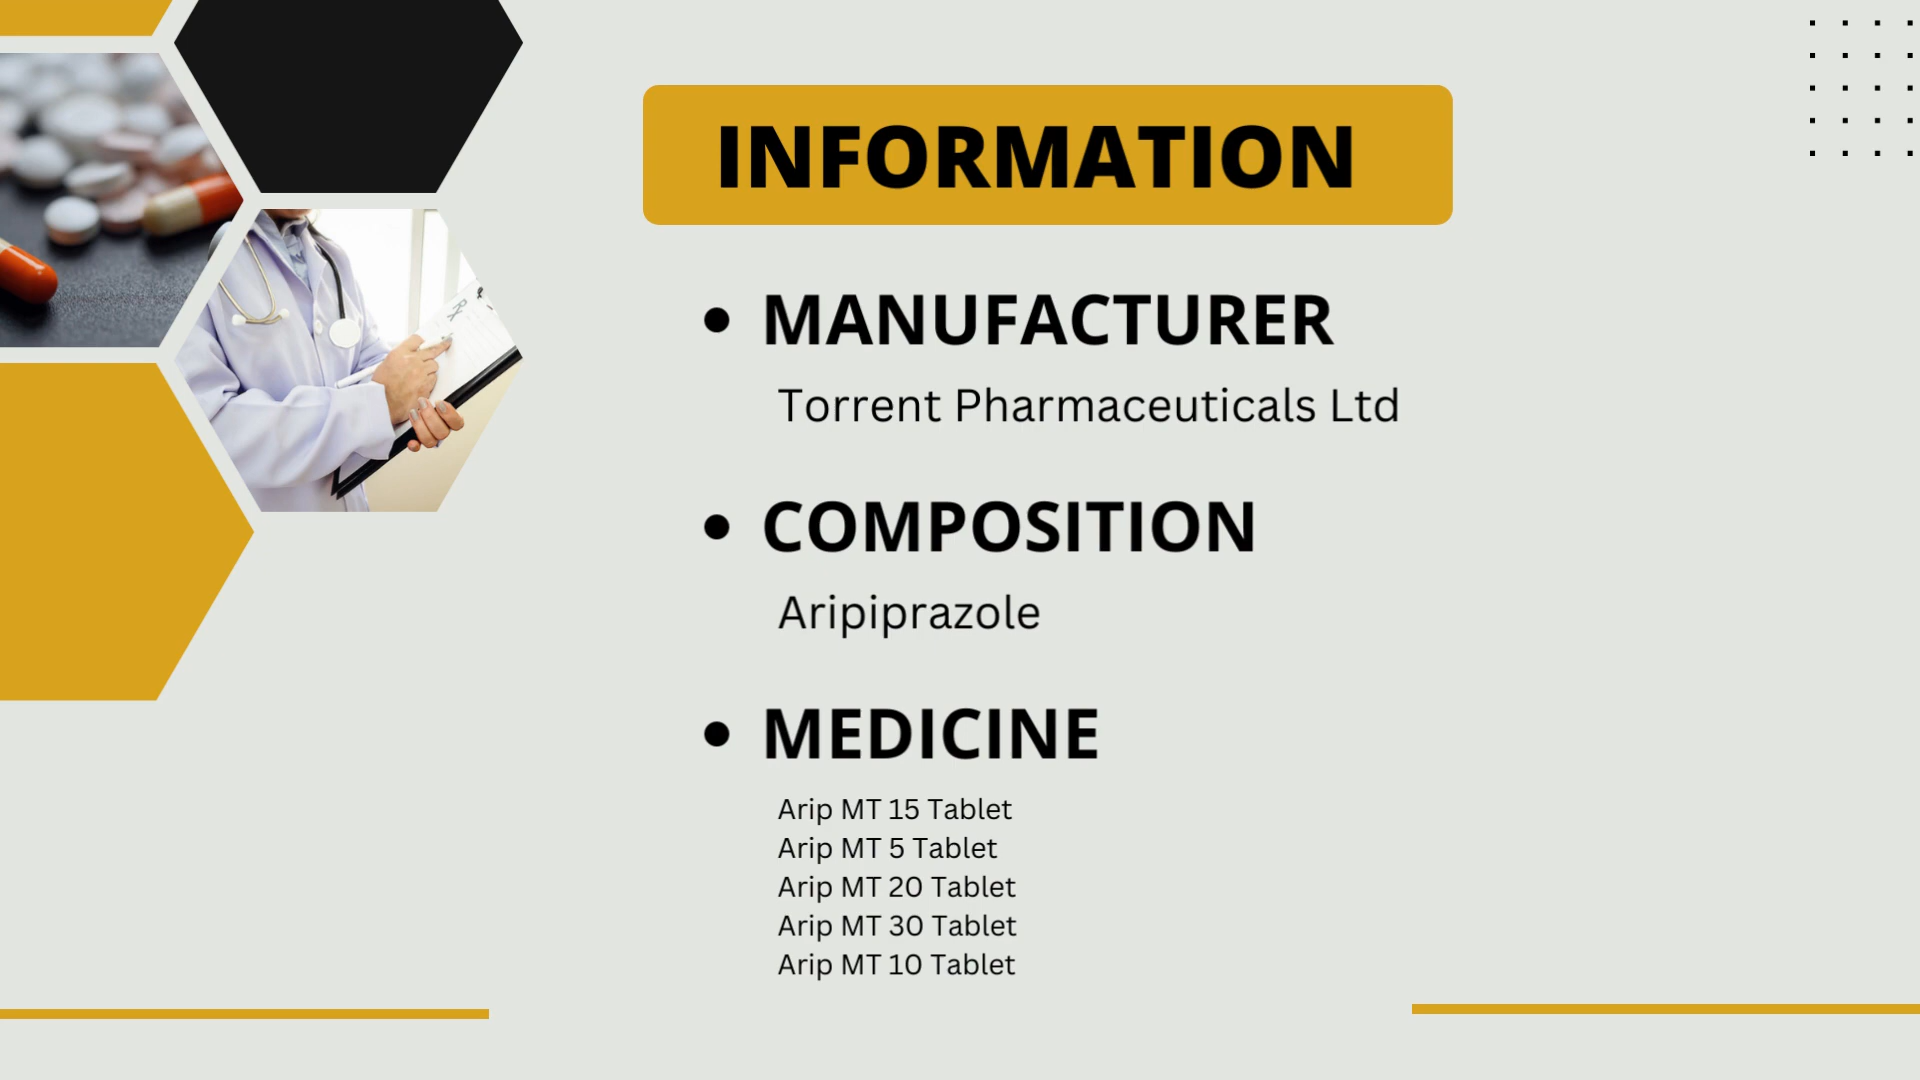 INFORMATION
MANUFACTURER
Torrent Pharmaceuticals Ltd
COMPOSITION
Aripiprazole
MEDICINE
Arip MT 15 Tablet
Arip MT 5 Tablet
Arip MT 20 Tablet
Arip MT 30 Tablet
Arip MT 10 Tablet